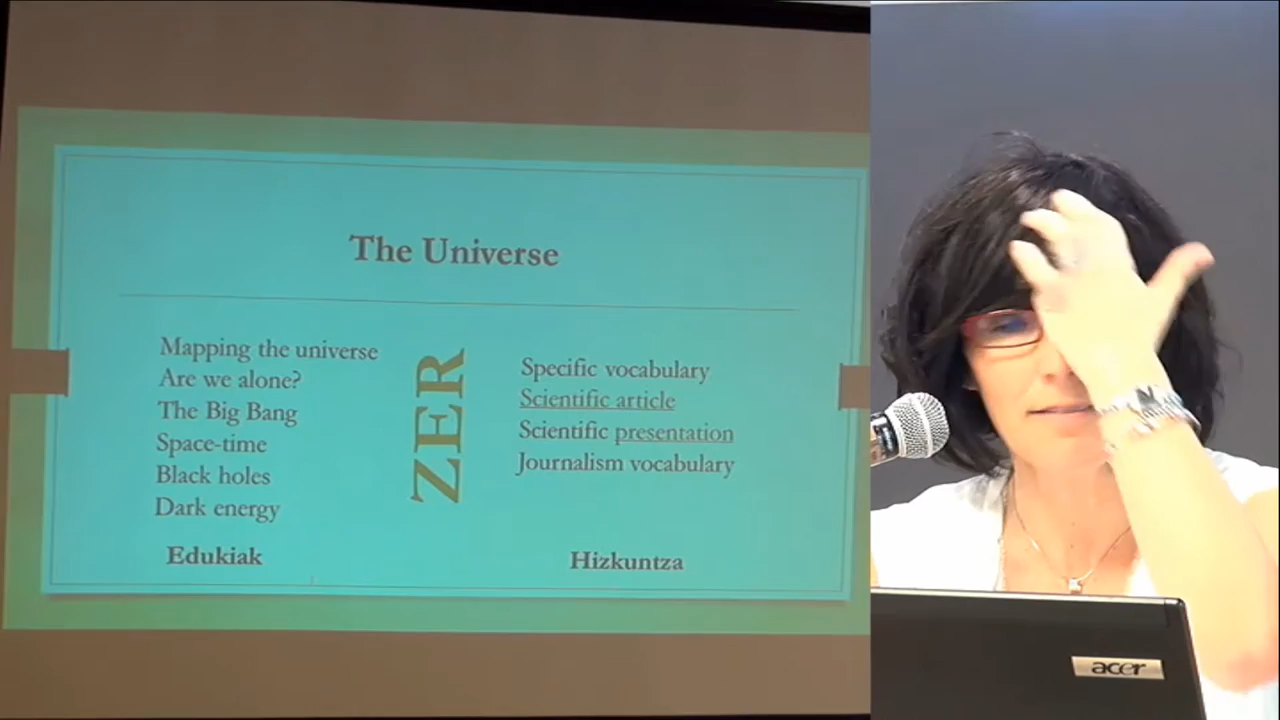 The Universe
Mapping the universe
Are we alone?
The Big Bang
Space-time
Black holes
Dark energy
Edukiak
ZER
Specific vocabulary
Scientific article
Scientific presentation
Journalism vocabulary
Hizkuntza
acer